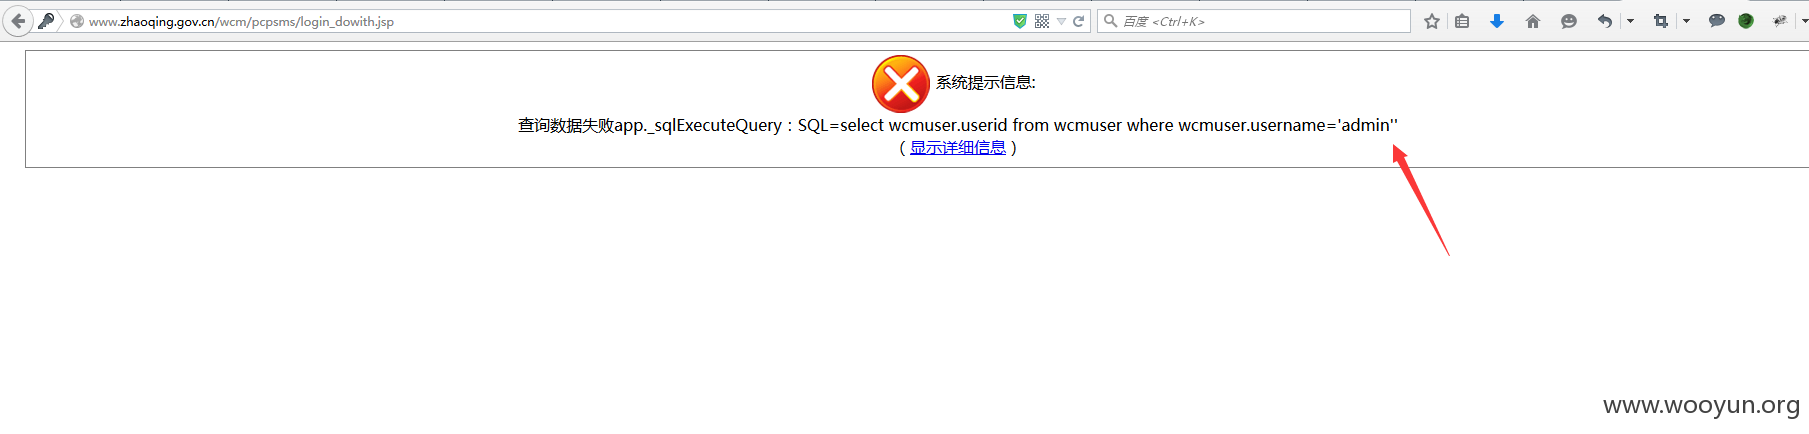 www.zhaoqing.gov.cn/wcm/pcpsms/login_dowith.jsp
百度 <Ctrl+K>
系统提示信息:
查询数据失败app._sqlExecuteQuery：SQL=select wcmuser.userid from wcmuser where wcmuser.username='admin''
（显示详细信息）
www.wooyun.org